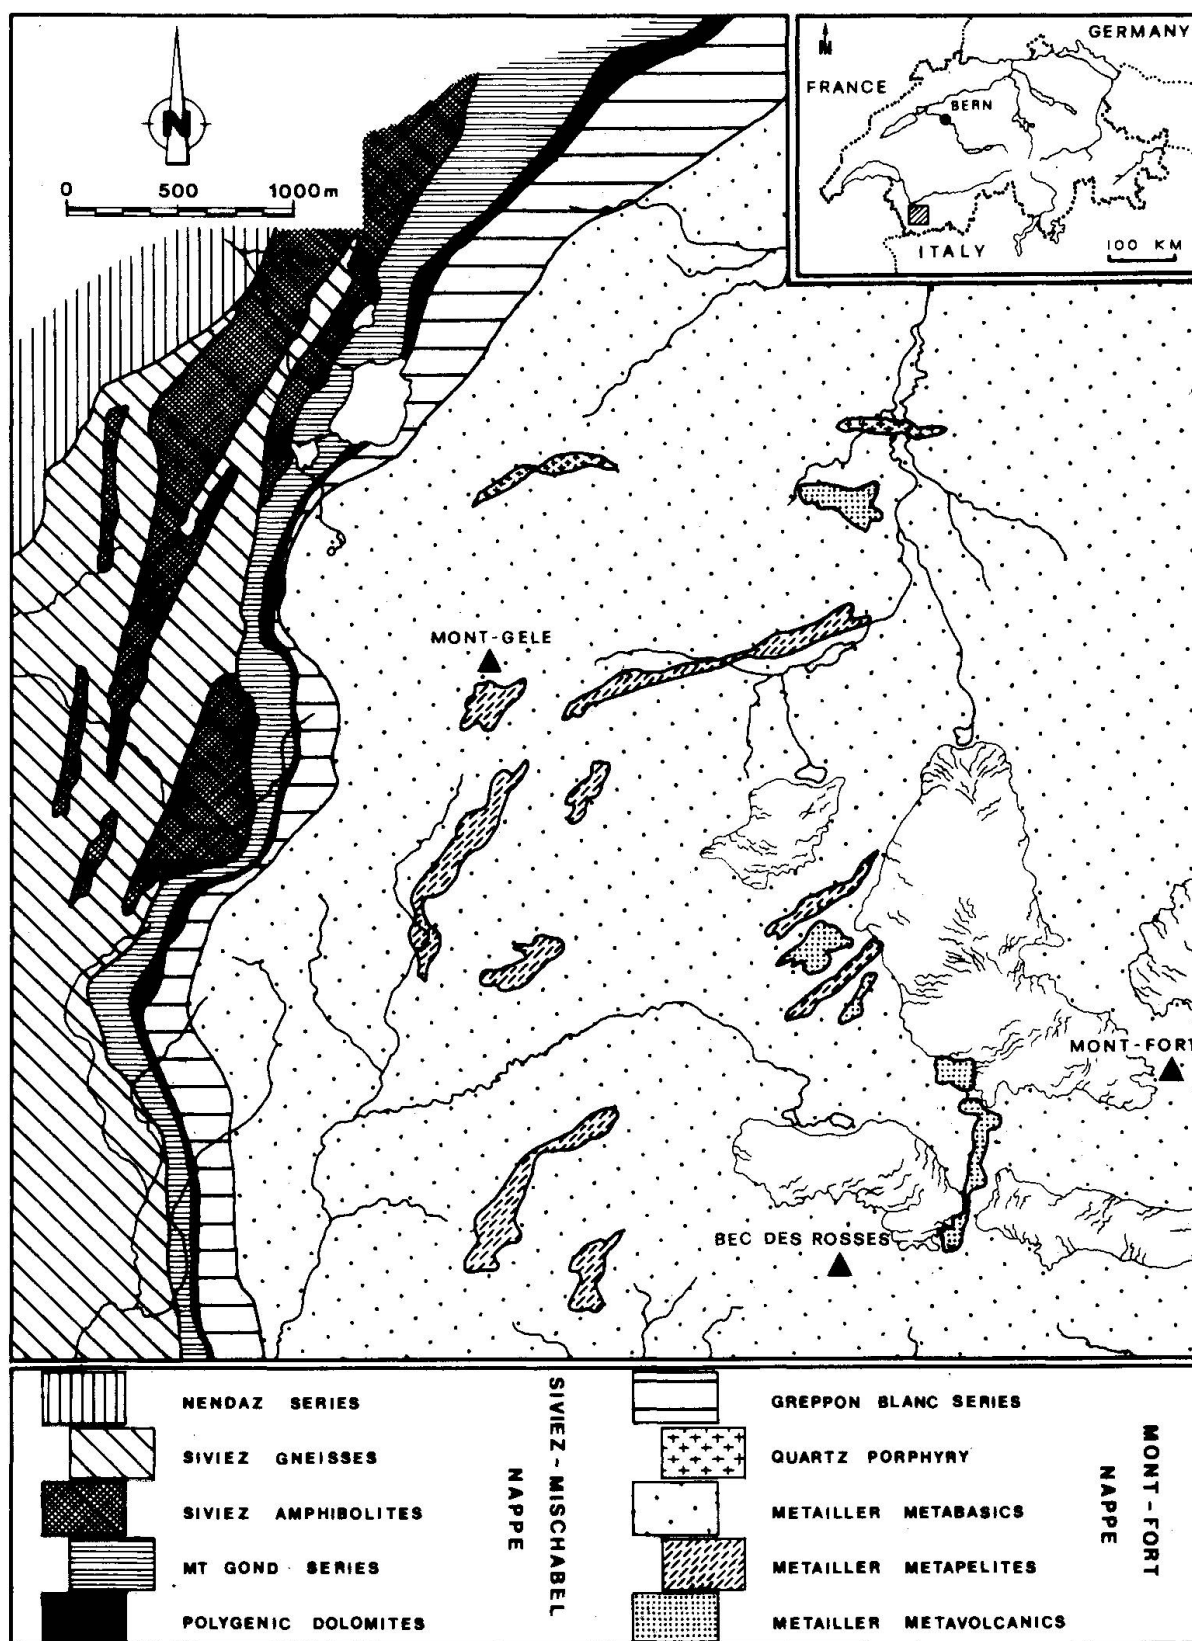 GERMANY
N
FRANCE
BERN
N
0 500 1000m
ITALY
100 KM
MONT-GELE
MONT-FORT
BEC DES ROSSES
NENDAZ SERIES
SIVIEZ GNEISSES
SIVIEZ AMPHIBOLITES
MT GOND SERIES
POLYGENIC DOLOMITES
SIVIEZ-MISCHABEL
NAPPE
GREPPON BLANC SERIES
QUARTZ PORPHYRY
METAILLER METABASICS
METAILLER METAPELITES
METAILLER METAVOLCANICS
MONT-FORT
NAPPE